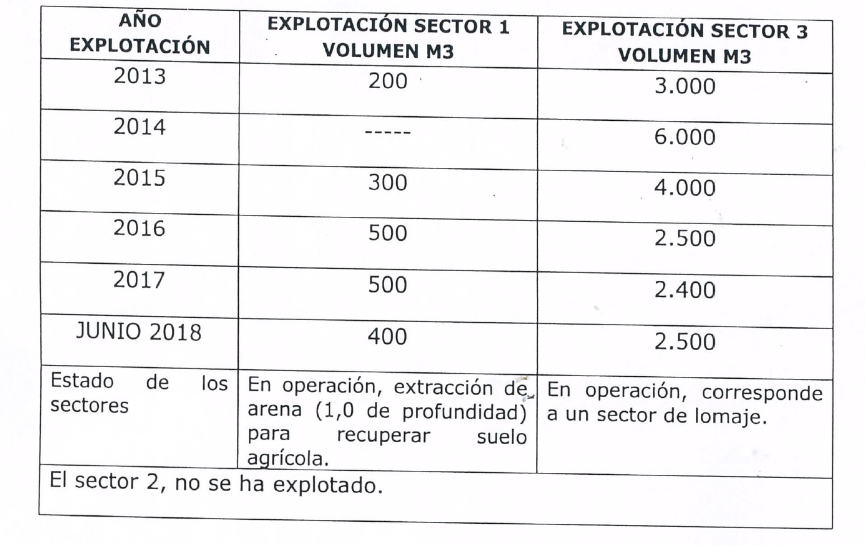 AÑO
EXPLOTACIÓN
EXPLOTACIÓN SECTOR 1
VOLUMEN M3
EXPLOTACIÓN SECTOR 3
VOLUMEN M3
2013
200
3.000
2014
-----
6.000
2015
300
4.000
2016
500
2.500
2017
500
2.400
JUNIO 2018
400
2.500
Estado de los
sectores
En operación, extracción de
arena (1,0 de profundidad)
para recuperar suelo
agrícola.
En operación, corresponde
a un sector de lomaje.
El sector 2, no se ha explotado.